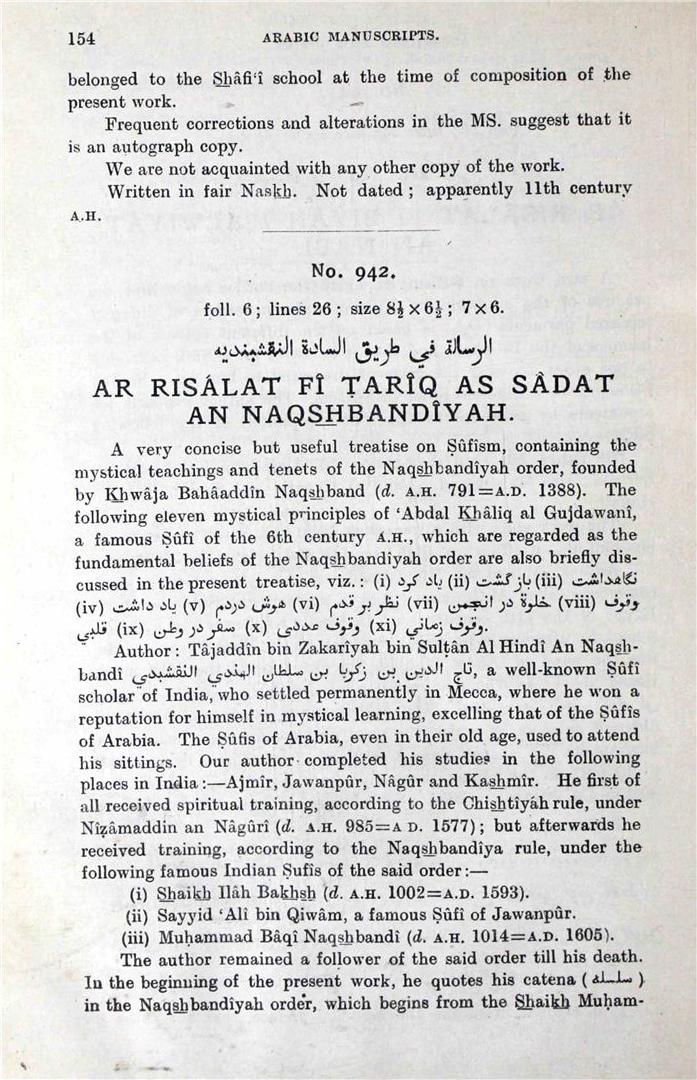 154 ARABIC MANUSCRIPTS.
belonged to the Shâfi‘î school at the time of composition of the
present work.
Frequent corrections and alterations in the MS. suggest that it
is an autograph copy.
We are not acquainted with any other copy of the work.
Written in fair Naskh. Not dated; apparently 11th century
A.H.
No. 942.
foll. 6; lines 26; size 8½ × 6½; 7 × 6.
الرسالة في طريق السادة النقشبنديه
AR RISÁLAT FÎ ṬARÎQ AS SÂDAT
AN NAQSHBANDÎYAH.
A very concise but useful treatise on Ṣûfîsm, containing the
mystical teachings and tenets of the Naqshbandîyah order, founded
by Khwâja Bahâaddîn Naqshband (d. A.H. 791=A.D. 1388). The
following eleven mystical principles of ‘Abdal Khâliq al Gujdawanî,
a famous Ṣûfî of the 6th century A.H., which are regarded as the
fundamental beliefs of the Naqshbandîyah order are also briefly dis-
cussed in the present treatise, viz.: (i) ياد كرد (ii) باز گشت (iii) نگاهداشت
(iv) ياد داشت (v) هوش دردم (vi) نظر بر قدم (vii) خلوة در انجمن (viii) وقوف
قلبي (ix) سفر در وطن (x) وقوف عددي (xi) وقوف زماني.
Author: Tâjaddîn bin Zakarîyah bin Sulṭân Al Hindî An Naqsh-
bandî تاج الدين بن زكريا بن سلطان الهندي النقشبدي, a well-known Ṣûfî
scholar of India, who settled permanently in Mecca, where he won a
reputation for himself in mystical learning, excelling that of the Ṣûfîs
of Arabia. The Ṣûfîs of Arabia, even in their old age, used to attend
his sittings. Our author completed his studies in the following
places in India:—Ajmîr, Jawanpûr, Nâgûr and Kashmîr. He first of
all received spiritual training, according to the Chishtîyâh rule, under
Nîẓâmaddîn an Nâgûrî (d. A.H. 985=A D. 1577); but afterwards he
received training, according to the Naqshbandîya rule, under the
following famous Indian Ṣufîs of the said order:—
(i) Shaikh Ilâh Bakhsh (d. A.H. 1002=A.D. 1593).
(ii) Sayyid ‘Alî bin Qiwâm, a famous Ṣûfî of Jawanpûr.
(iii) Muḥammad Bâqî Naqshbandî (d. A.H. 1014=A.D. 1605).
The author remained a follower of the said order till his death.
In the beginning of the present work, he quotes his catena (سلسله)
in the Naqshbandîyah order, which begins from the Shaikh Muḥam-